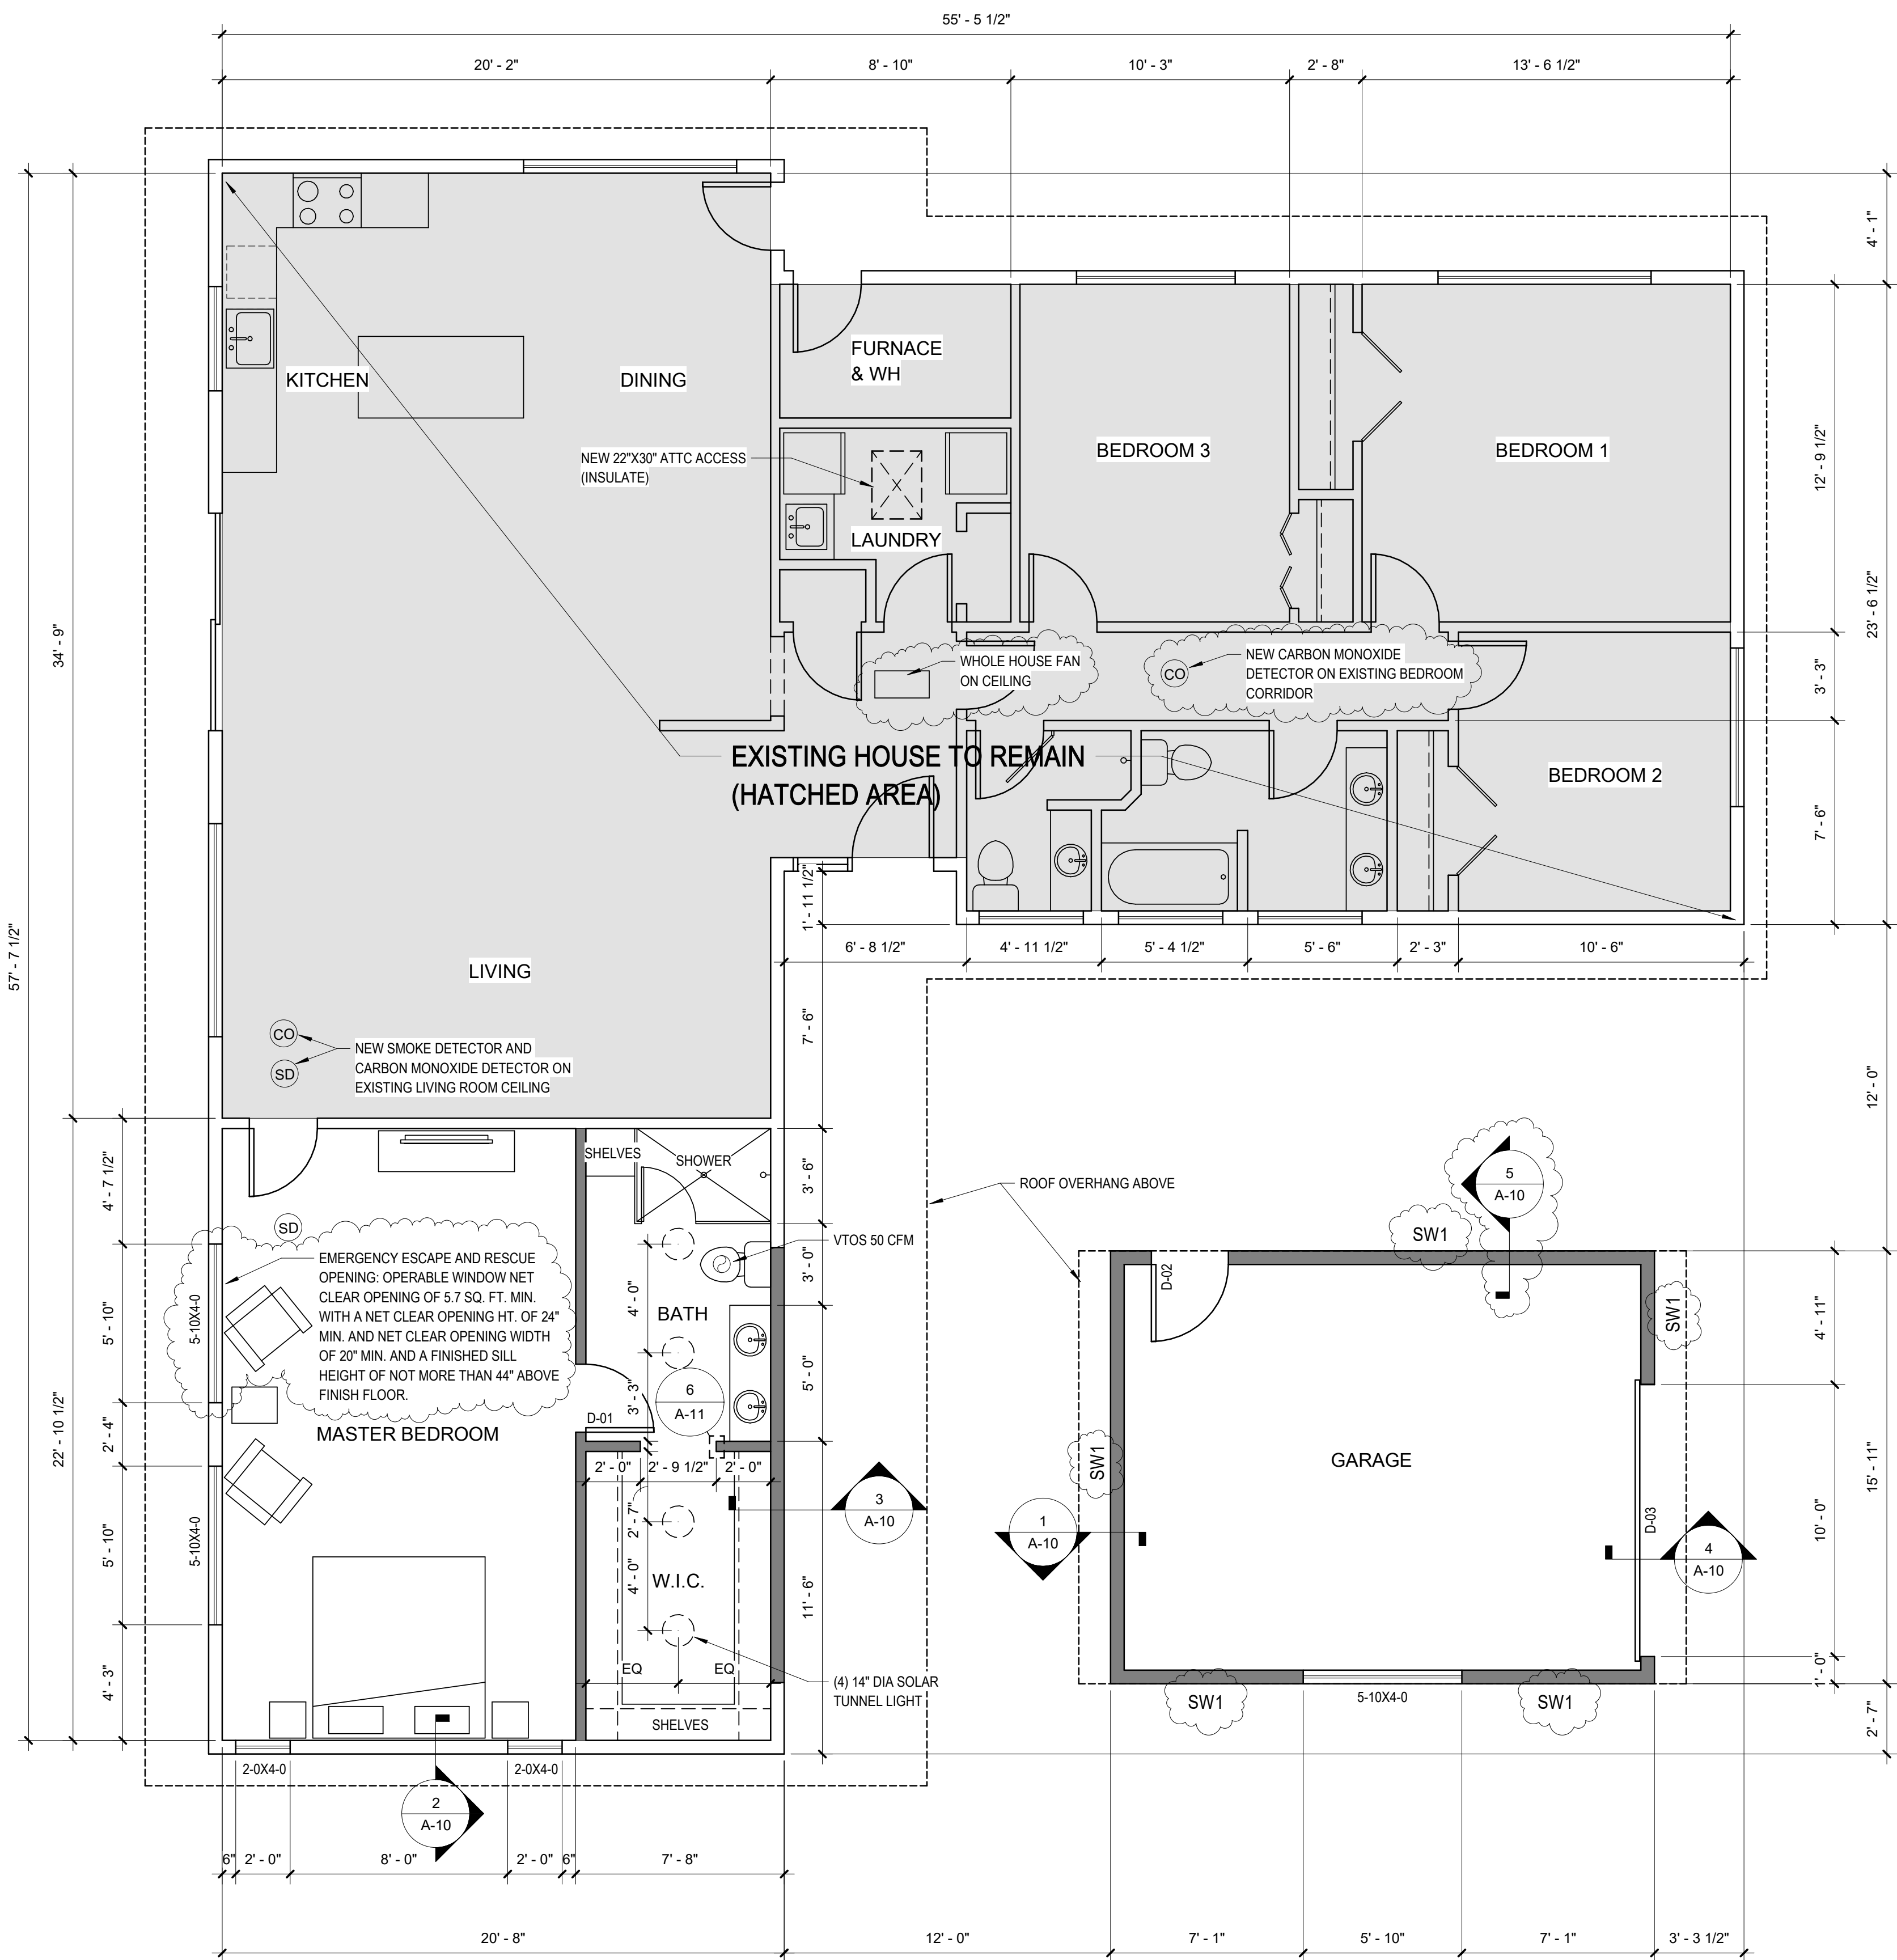 55' - 5 1/2"
20' - 2"
8' - 10"
10' - 3"
2' - 8"
13' - 6 1/2"
57' - 7 1/2"
34' - 9"
22' - 10 1/2"
4' - 1"
23' - 6 1/2"
12' - 0"
15' - 11"
2' - 7"
12' - 9 1/2"
3' - 3"
7' - 6"
KITCHEN
DINING
FURNACE
& WH
NEW 22"X30" ATTC ACCESS
(INSULATE)
X
LAUNDRY
BEDROOM 3
BEDROOM 1
WHOLE HOUSE FAN
ON CEILING
CO
NEW CARBON MONOXIDE
DETECTOR ON EXISTING BEDROOM
CORRIDOR
EXISTING HOUSE TO REMAIN
(HATCHED AREA)
BEDROOM 2
1' - 11 1/2"
6' - 8 1/2"
4' - 11 1/2"
5' - 4 1/2"
5' - 6"
2' - 3"
10' - 6"
LIVING
7' - 6"
CO
SD
NEW SMOKE DETECTOR AND
CARBON MONOXIDE DETECTOR ON
EXISTING LIVING ROOM CEILING
4' - 7 1/2"
5' - 10"
2' - 4"
5' - 10"
4' - 3"
SHELVES
SHOWER
3' - 6"
3' - 0"
5' - 0"
11' - 6"
ROOF OVERHANG ABOVE
VTOS 50 CFM
SD
EMERGENCY ESCAPE AND RESCUE
OPENING: OPERABLE WINDOW NET
CLEAR OPENING OF 5.7 SQ. FT. MIN.
WITH A NET CLEAR OPENING HT. OF 24"
MIN. AND NET CLEAR OPENING WIDTH
OF 20" MIN. AND A FINISHED SILL
HEIGHT OF NOT MORE THAN 44" ABOVE
FINISH FLOOR.
5-10X4-0
5-10X4-0
MASTER BEDROOM
4' - 0"
BATH
3' - 3"
6
A-11
D-01
2' - 0"
2' - 9 1/2"
2' - 0"
2' - 7"
4' - 0"
W.I.C.
EQ
EQ
SHELVES
3
A-10
(4) 14" DIA SOLAR
TUNNEL LIGHT
5
A-10
SW1
D-02
SW1
SW1
GARAGE
1
A-10
D-03
4
A-10
4' - 11"
10' - 0"
1' - 0"
SW1
5-10X4-0
SW1
2-0X4-0
2-0X4-0
2
A-10
6"
2' - 0"
8' - 0"
2' - 0"
6"
7' - 8"
20' - 8"
12' - 0"
7' - 1"
5' - 10"
7' - 1"
3' - 3 1/2"